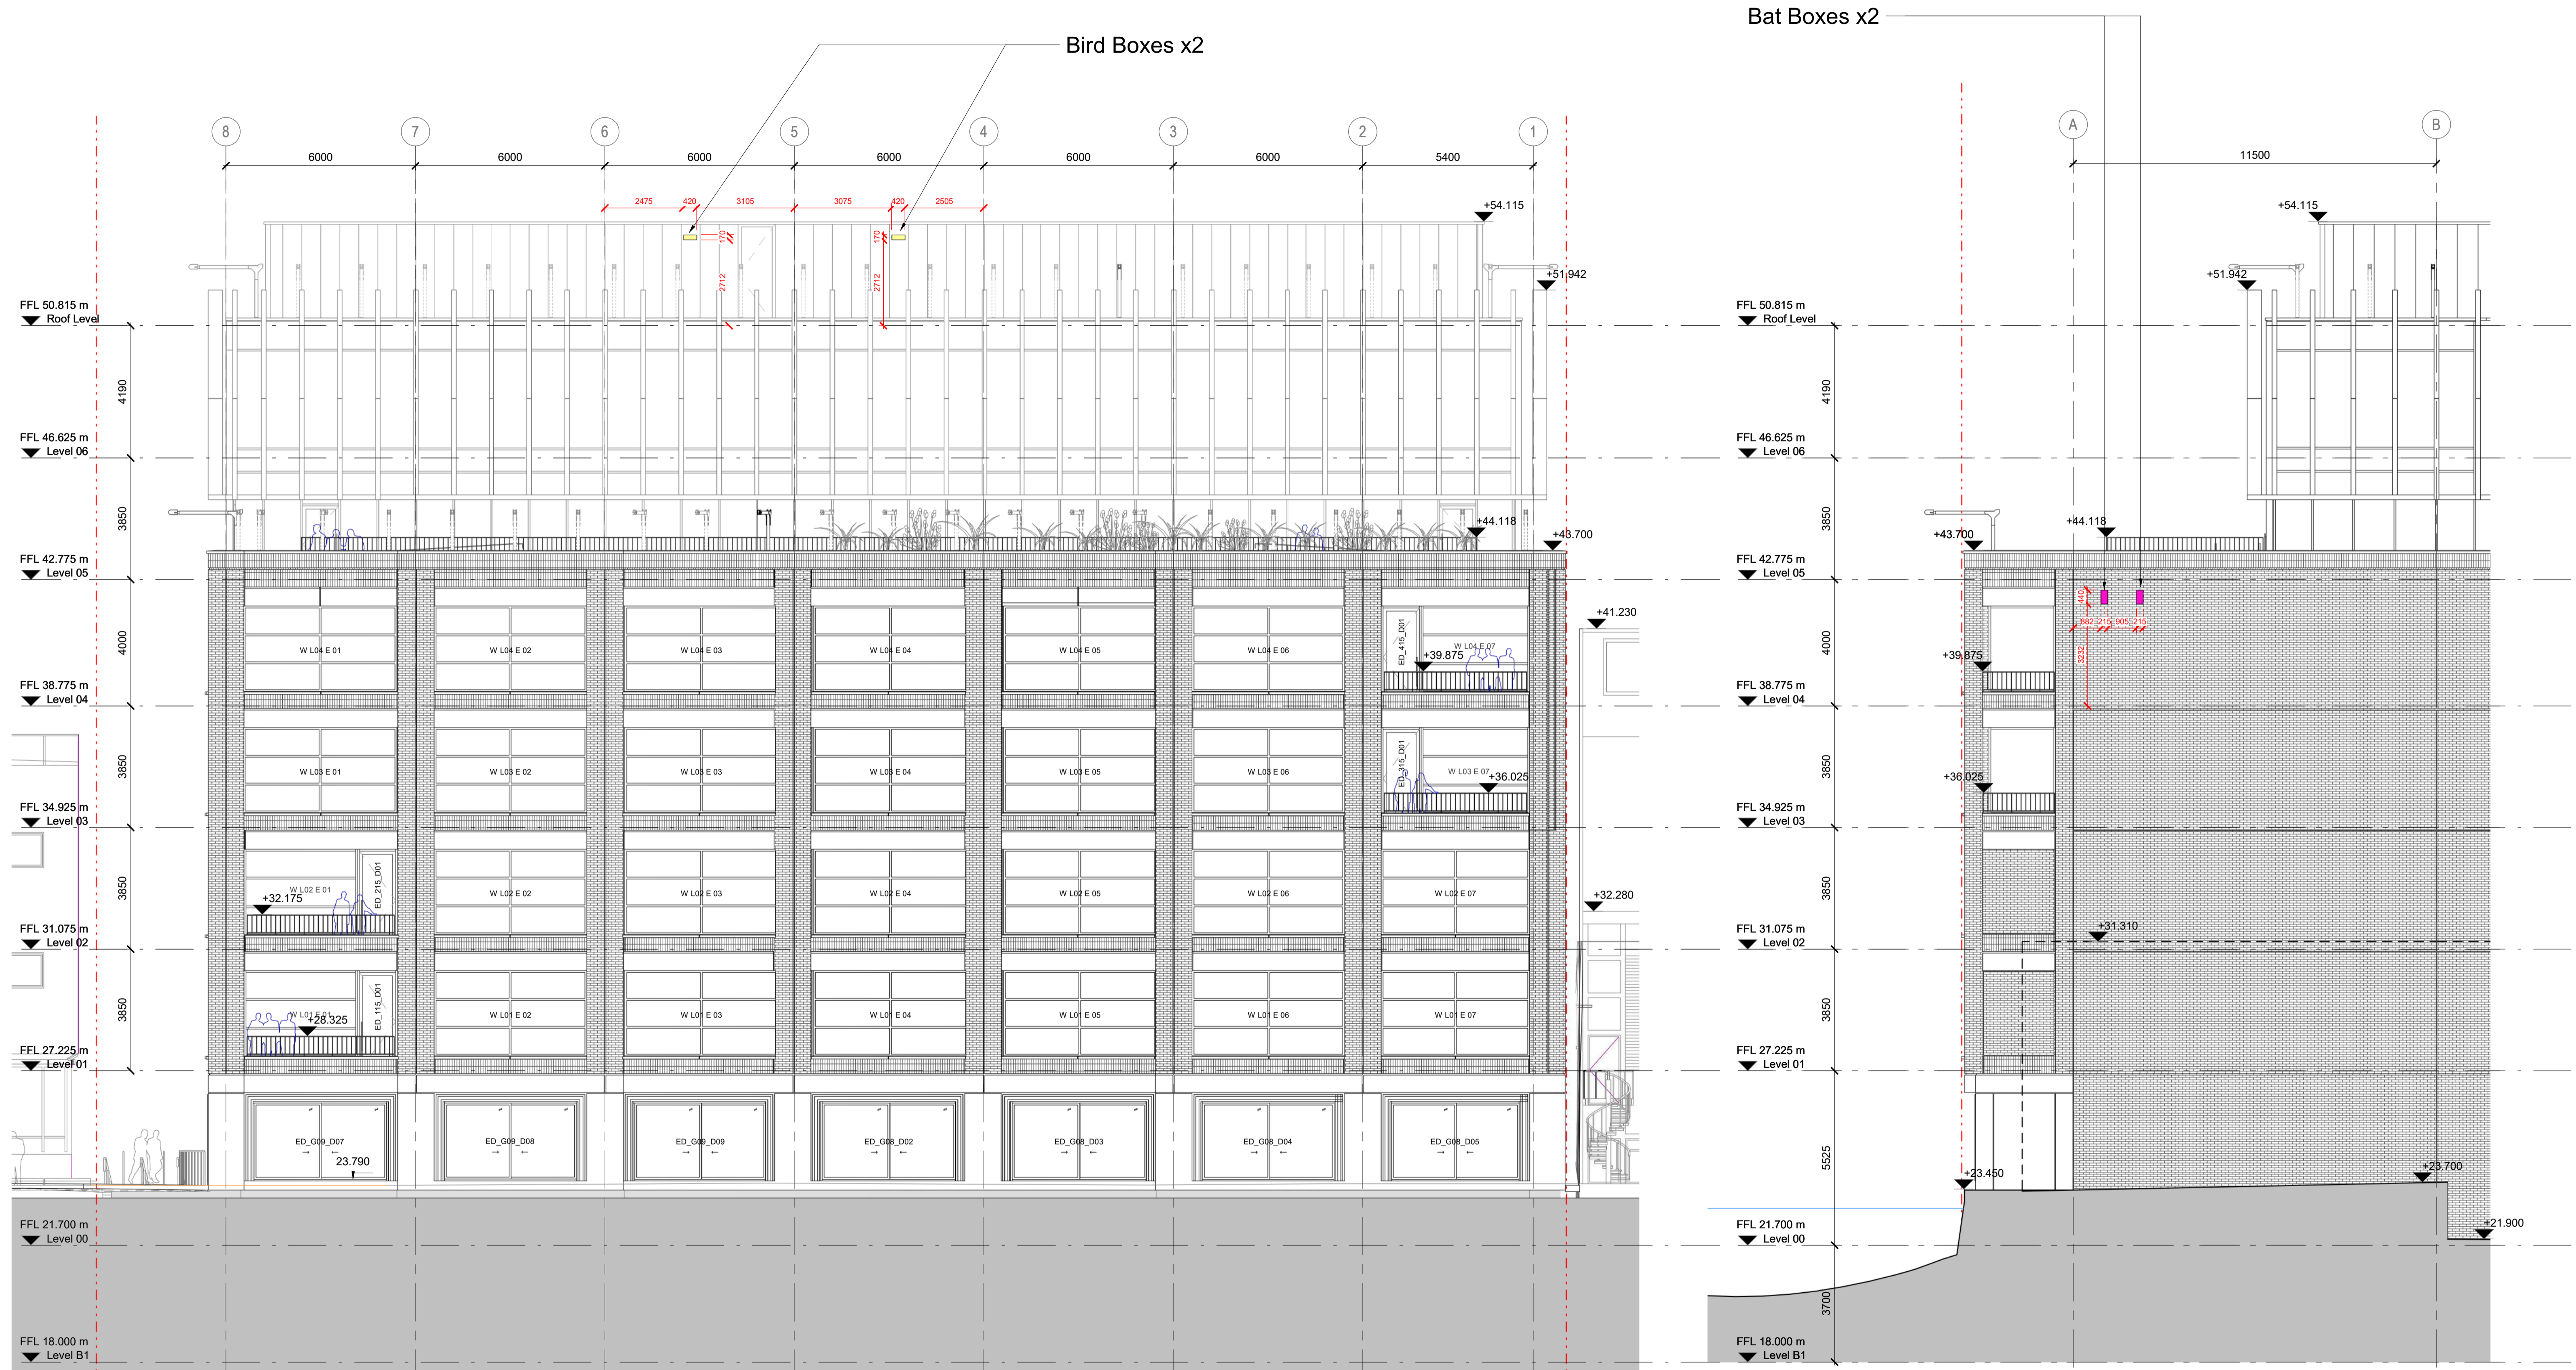 Bat Boxes x2
Bird Boxes x2
8
7
6
5
4
3
2
1
A
B
6000
6000
6000
6000
6000
6000
5400
11500
2475
420
3105
3075
420
2505
+54.115
+54.115
170
2712
170
2712
+51.942
+51.942
FFL 50.815 m
Roof Level
FFL 50.815 m
Roof Level
4190
4190
FFL 46.625 m
Level 06
FFL 46.625 m
Level 06
3850
3850
+44.118
+43.700
+43.700
+44.118
FFL 42.775 m
Level 05
FFL 42.775 m
Level 05
440
882
215
905
215
3232
+41.230
4000
4000
W L04 E 01
W L04 E 02
W L04 E 03
W L04 E 04
W L04 E 05
W L04 E 06
ED_415_D01
W L04 E 07
+39.875
+39.875
FFL 38.775 m
Level 04
FFL 38.775 m
Level 04
3850
3850
W L03 E 01
W L03 E 02
W L03 E 03
W L03 E 04
W L03 E 05
W L03 E 06
ED_315_D01
W L03 E 07
+36.025
+36.025
FFL 34.925 m
Level 03
FFL 34.925 m
Level 03
3850
3850
W L02 E 01
ED_215_D01
W L02 E 02
W L02 E 03
W L02 E 04
W L02 E 05
W L02 E 06
W L02 E 07
+32.175
+32.280
FFL 31.075 m
Level 02
FFL 31.075 m
Level 02
+31.310
3850
3850
W L01 E 01
ED_115_D01
W L01 E 02
W L01 E 03
W L01 E 04
W L01 E 05
W L01 E 06
W L01 E 07
+28.325
FFL 27.225 m
Level 01
FFL 27.225 m
Level 01
ED_G09_D07
ED_G09_D08
ED_G09_D09
ED_G08_D02
ED_G08_D03
ED_G08_D04
ED_G08_D05
5525
23.790
+23.450
+23.700
FFL 21.700 m
Level 00
FFL 21.700 m
Level 00
+21.900
3700
FFL 18.000 m
Level B1
FFL 18.000 m
Level B1